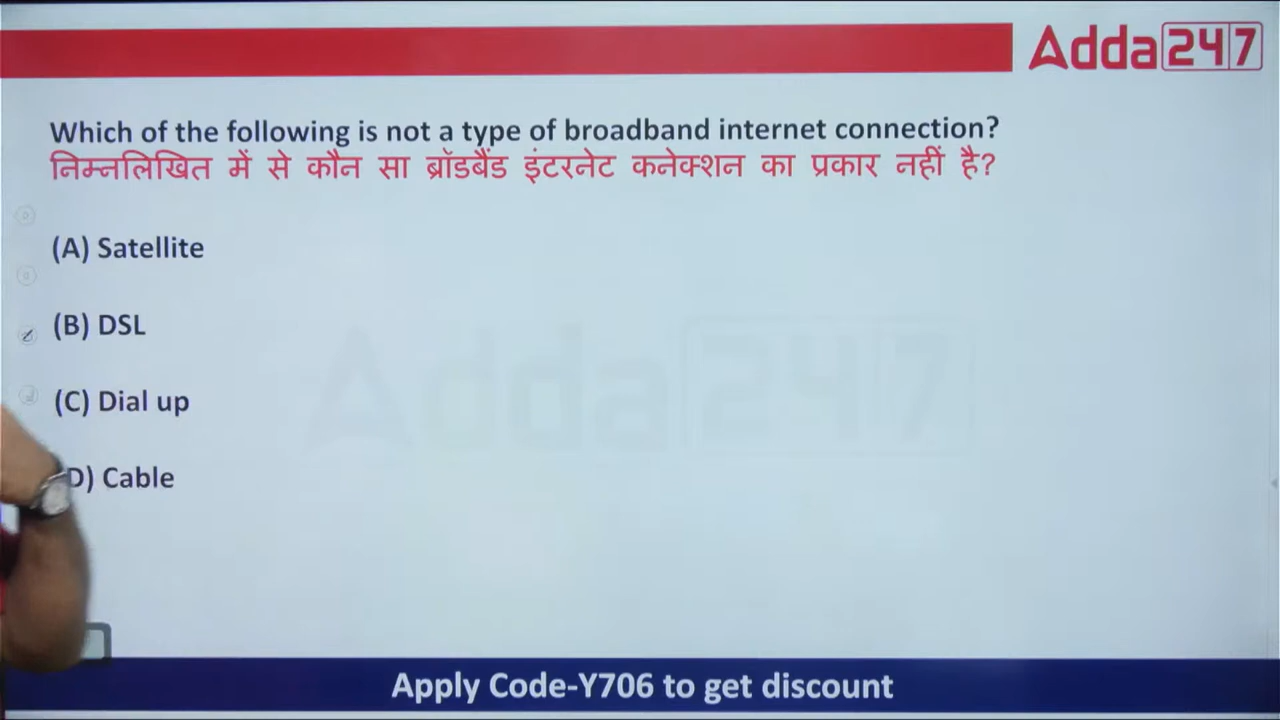 Adda247
Which of the following is not a type of broadband internet connection?
निम्नलिखित में से कौन सा ब्रॉडबैंड इंटरनेट कनेक्शन का प्रकार नहीं है?
(A) Satellite
(B) DSL
(C) Dial up
D) Cable
Adda247
Apply Code-Y706 to get discount